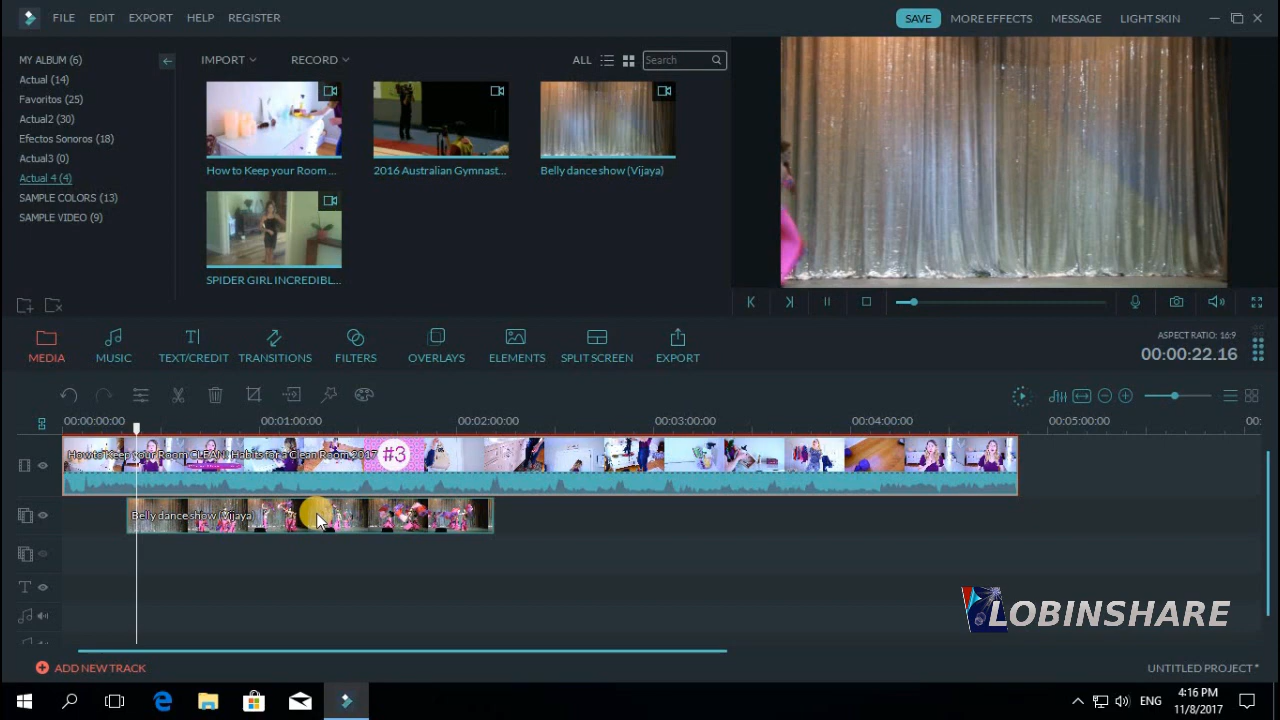 FILE EDIT EXPORT HELP REGISTER SAVE MORE EFFECTS MESSAGE LIGHT SKIN
MY ALBUM (6)
Actual (14)
Favoritos (25)
Actual2 (30)
Efectos Sonoros (18)
Actual3 (0)
Actual 4 (4)
SAMPLE COLORS (13)
SAMPLE VIDEO (9)
IMPORT RECORD ALL Search
How to Keep your Room ... 2016 Australian Gymnast... Belly dance show (Vijaya)
SPIDER GIRL INCREDIBL...
MEDIA MUSIC TEXT/CREDIT TRANSITIONS FILTERS OVERLAYS ELEMENTS SPLIT SCREEN EXPORT
ASPECT RATIO: 16:9
00:00:22.16
00:00:00:00 00:01:00:00 00:02:00:00 00:03:00:00 00:04:00:00 00:05:00:00 00:
How to Keep your Room CLEAN! Habits for a Clean Room 2017
#3
Belly dance show (Vijaya)
LOBINSHARE
ADD NEW TRACK
UNTITLED PROJECT *
ENG
4:16 PM
11/8/2017